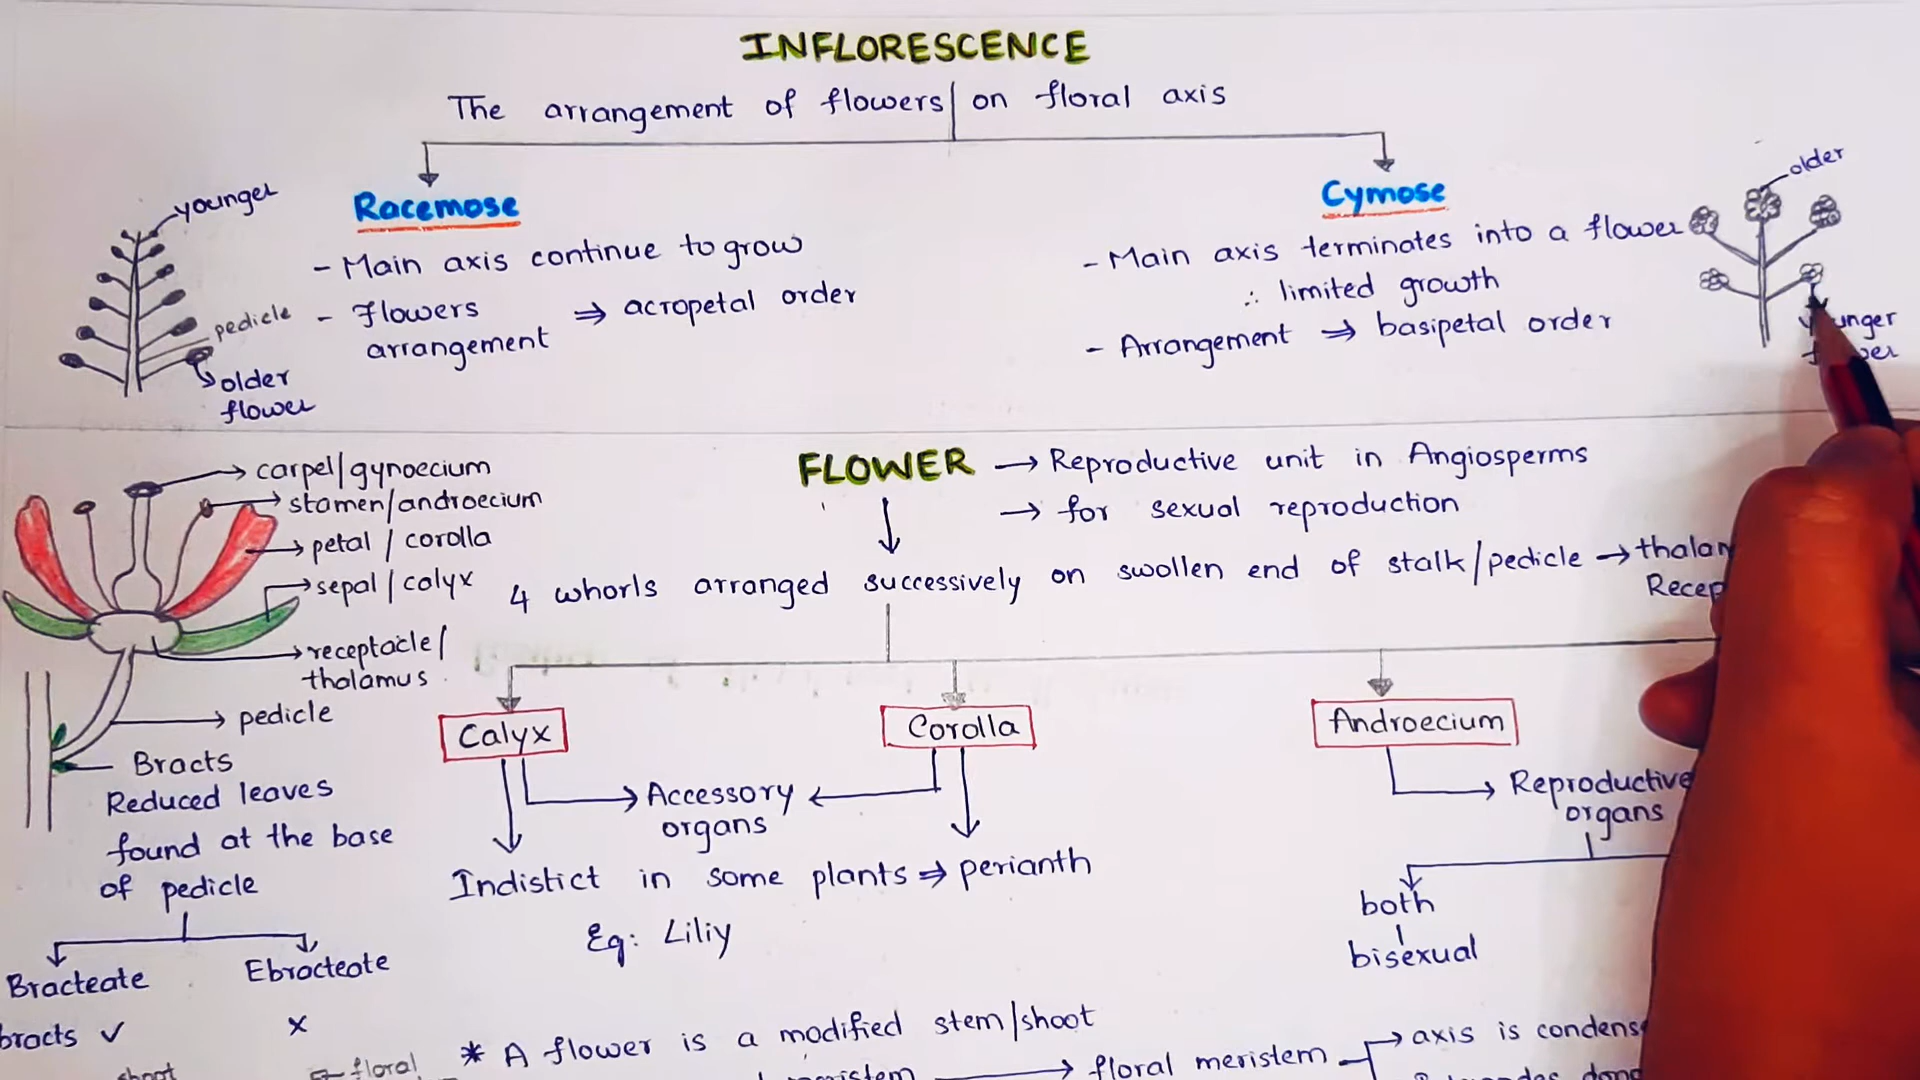 INFLORESCENCE
The arrangement of flowers on floral axis
Racemose
- Main axis continue to grow
- Flowers arrangement ⇒ acropetal order
younger
pedicle
older
flower
Cymose
- Main axis terminates into a flower
∴ limited growth
- Arrangement ⇒ basipetal order
older
FLOWER → Reproductive unit in Angiosperms
→ for sexual reproduction
4 whorls arranged successively on swollen end of stalk/pedicle →
carpel/gynoecium
stamen/androecium
petal / corolla
sepal / calyx
receptacle/
thalamus
pedicle
Bracts
Reduced leaves
found at the base
of pedicle
Bracteate
Ebracteate
bracts ✓
x
Calyx
Corolla
Androecium
Accessory
organs
Reproductive
organs
Indistict in some plants ⇒ perianth
Eg: Liliy
both
bisexual
* A flower is a modified stem/shoot
floral
→ floral meristem
→ axis is